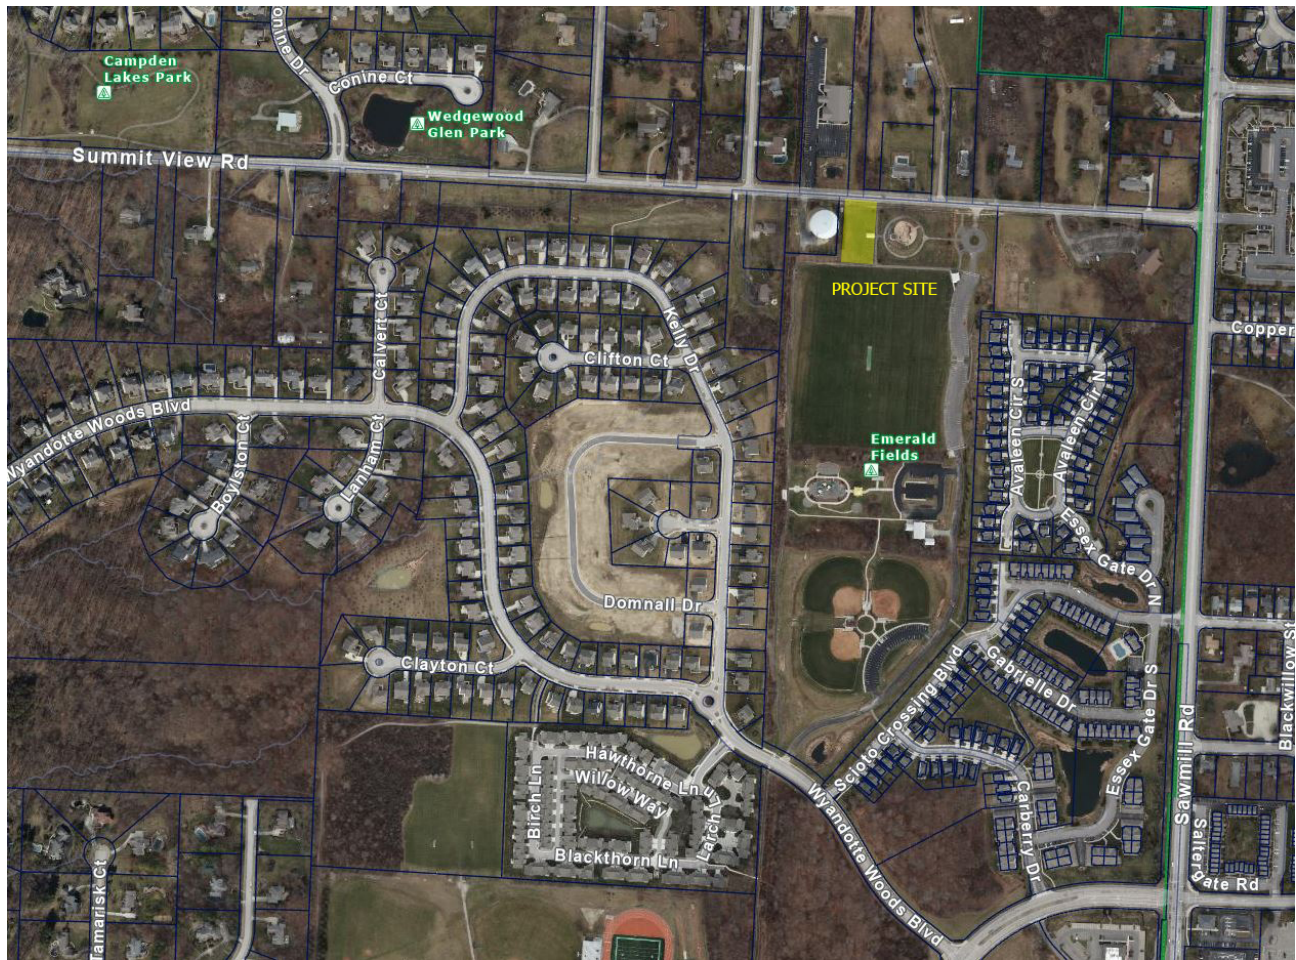 onine Dr
Campden
Lakes Park
Conine Ct
Wedgewood
Glen Park
Summit View Rd
PROJECT SITE
Calvert Ct
Kelly Dr
Clifton Ct
Copper
Avaleen Cir S
Avaleen Cir N
Wyandotte Woods Blvd
Boylston Ct
Lanham Ct
Emerald
Fields
Essex Gate Dr N
Domnall Dr
Clayton Ct
Gabrielle Dr
Scioto Crossing Blvd
Essex Gate Dr S
Blackwillow St
Sawmill Rd
Hawthorne Ln
Willow Way
Birch Ln
Larch Ln
Blackthorn Ln
Wyandotte Woods Blvd
Carberry Dr
Saltergate Rd
Tamarisk Ct